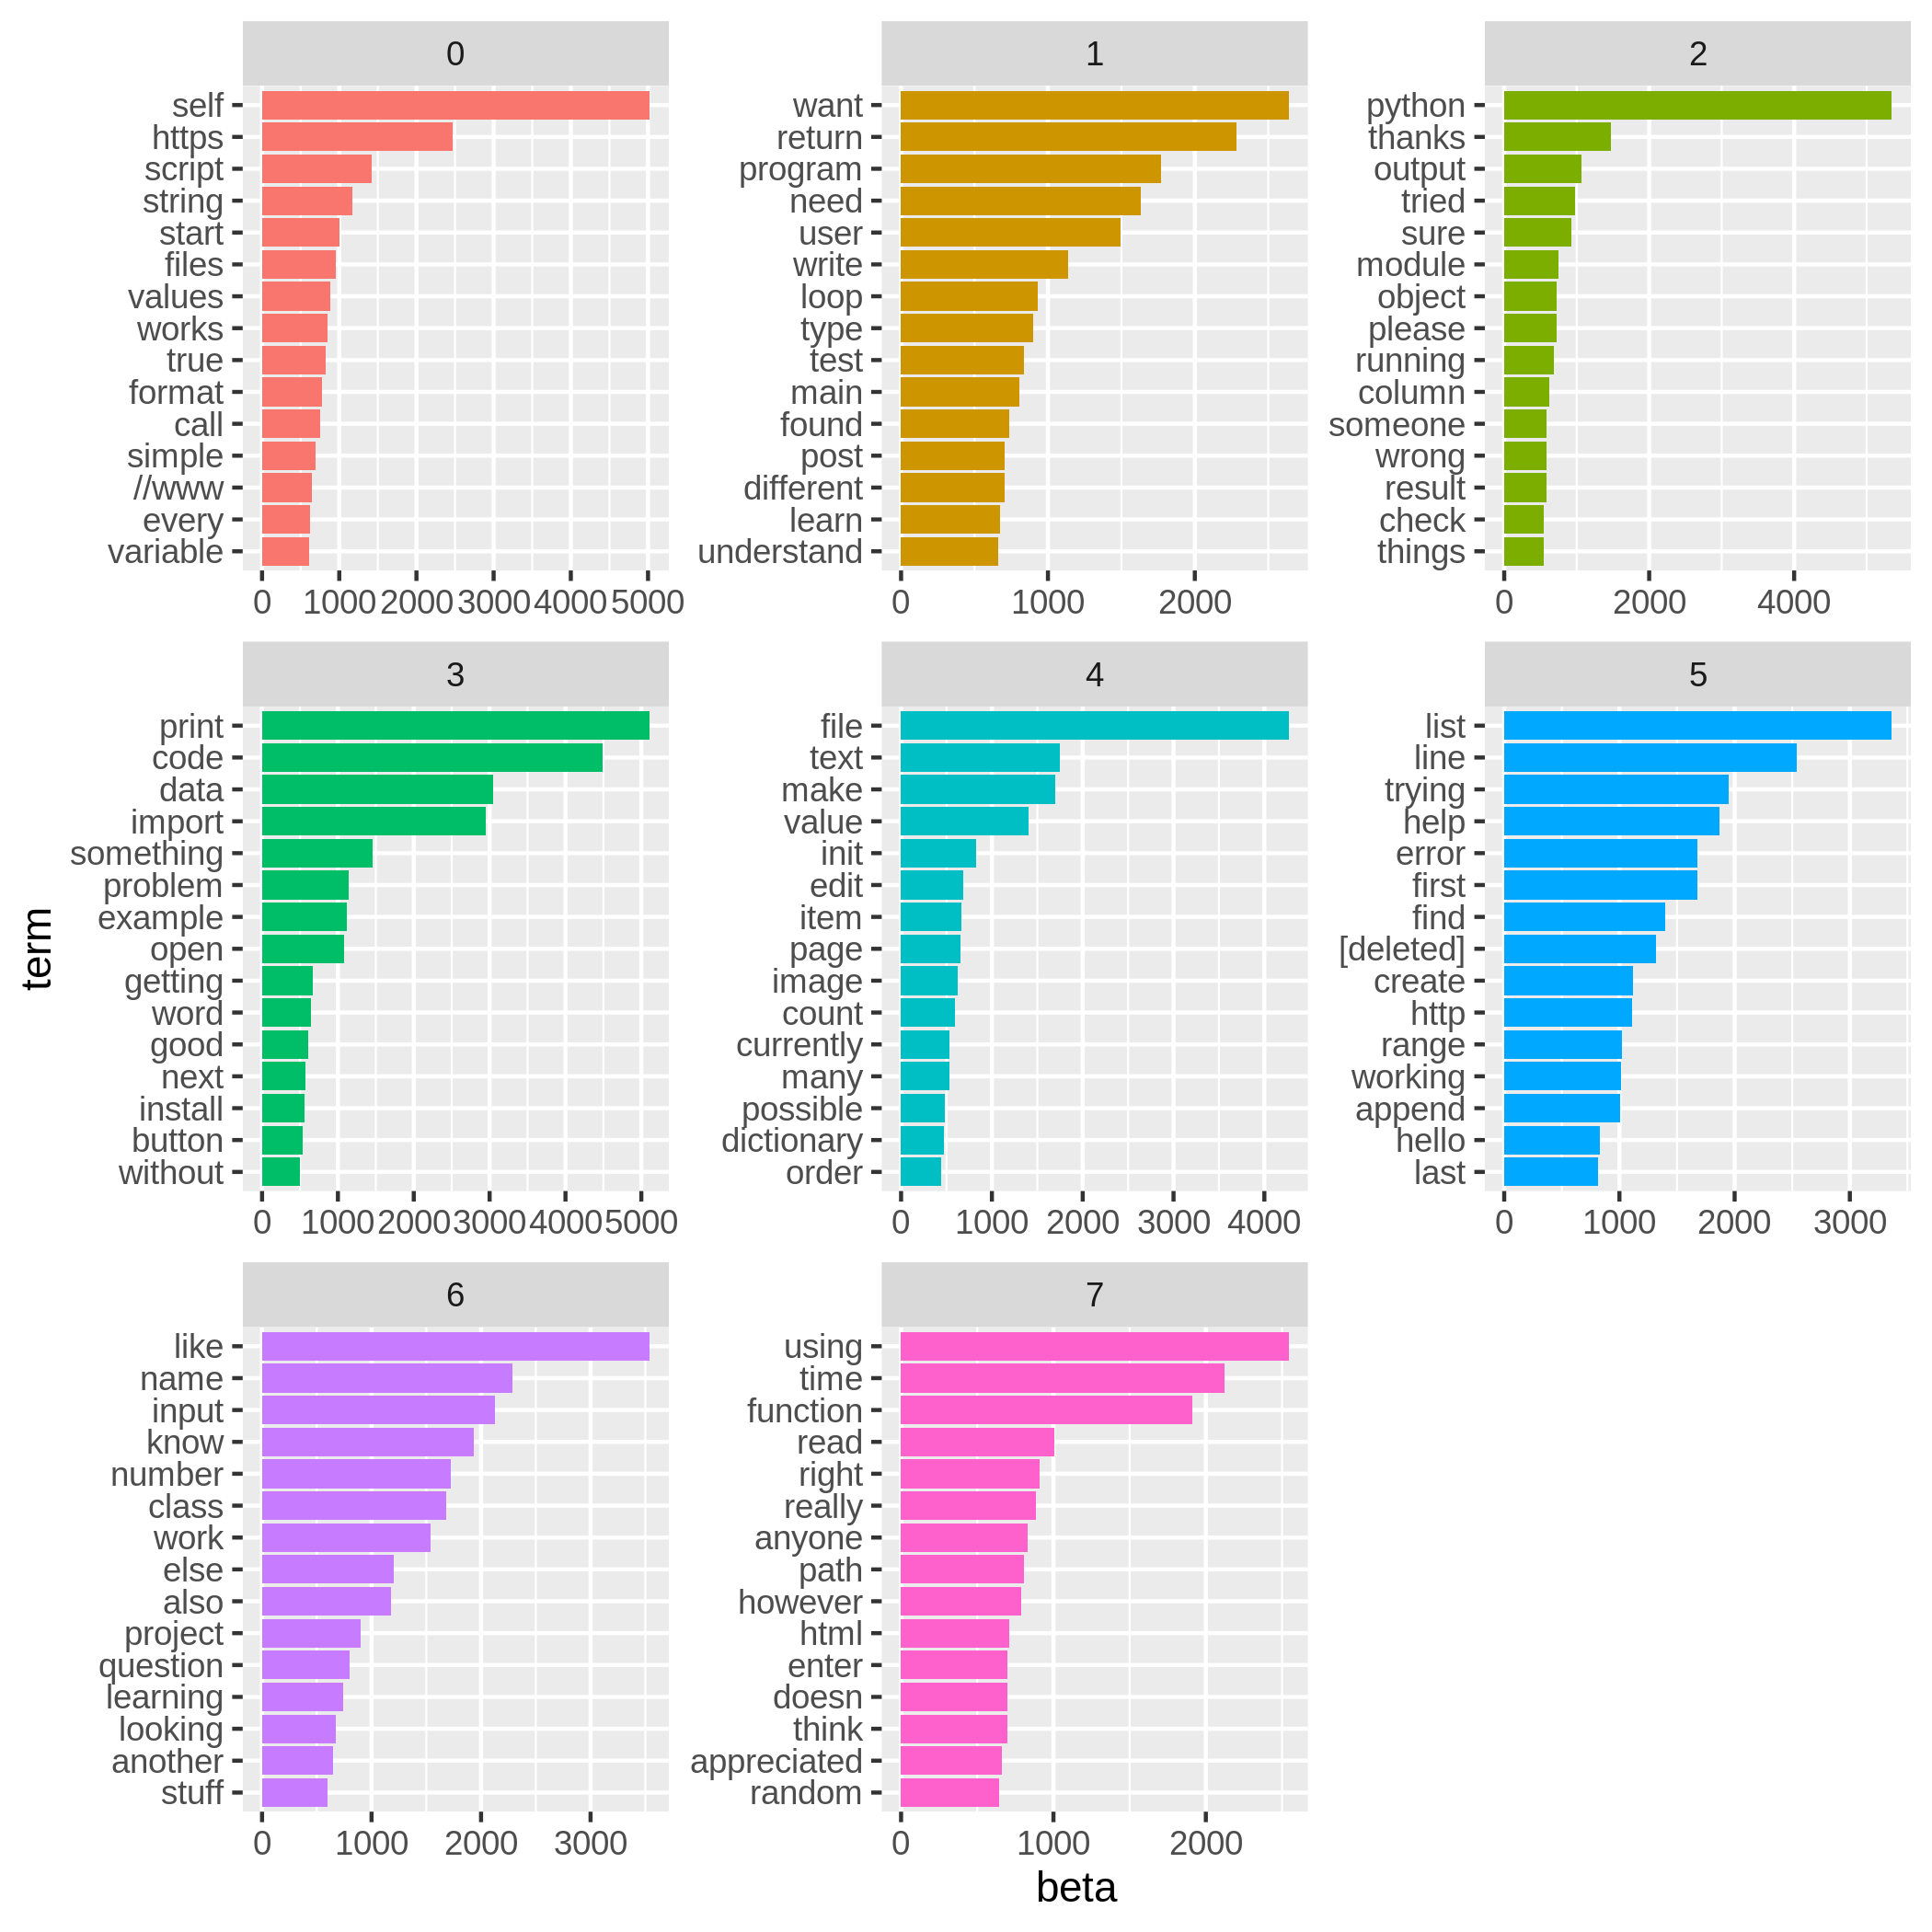 0
self
https
script
string
start
files
values
works
true
format
call
simple
//www
every
variable
0 1000 2000 3000 4000 5000
1
want
return
program
need
user
write
loop
type
test
main
found
post
different
learn
understand
0 1000 2000
2
python
thanks
output
tried
sure
module
object
please
running
column
someone
wrong
result
check
things
0 2000 4000
term
3
print
code
data
import
something
problem
example
open
getting
word
good
next
install
button
without
0 1000 2000 3000 4000 5000
4
file
text
make
value
init
edit
item
page
image
count
currently
many
possible
dictionary
order
0 1000 2000 3000 4000
5
list
line
trying
help
error
first
find
[deleted]
create
http
range
working
append
hello
last
0 1000 2000 3000
6
like
name
input
know
number
class
work
else
also
project
question
learning
looking
another
stuff
0 1000 2000 3000
7
using
time
function
read
right
really
anyone
path
however
html
enter
doesn
think
appreciated
random
0 1000 2000
beta